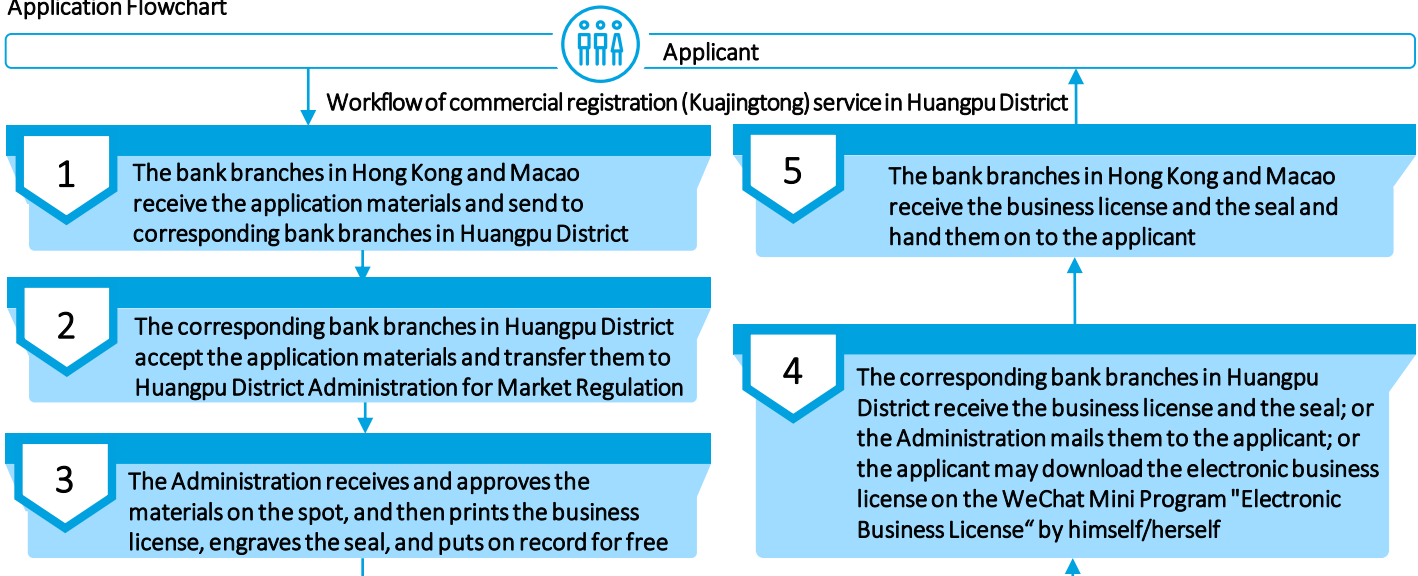 Application Flowchart
Applicant
Workflow of commercial registration (Kuajingtong) service in Huangpu District
1
The bank branches in Hong Kong and Macao
receive the application materials and send to
corresponding bank branches in Huangpu District
2
The corresponding bank branches in Huangpu District
accept the application materials and transfer them to
Huangpu District Administration for Market Regulation
3
The Administration receives and approves the
materials on the spot, and then prints the business
license, engraves the seal, and puts on record for free
4
The corresponding bank branches in Huangpu
District receive the business license and the seal; or
the Administration mails them to the applicant; or
the applicant may download the electronic business
license on the WeChat Mini Program "Electronic
Business License“ by himself/herself
5
The bank branches in Hong Kong and Macao
receive the business license and the seal and
hand them on to the applicant